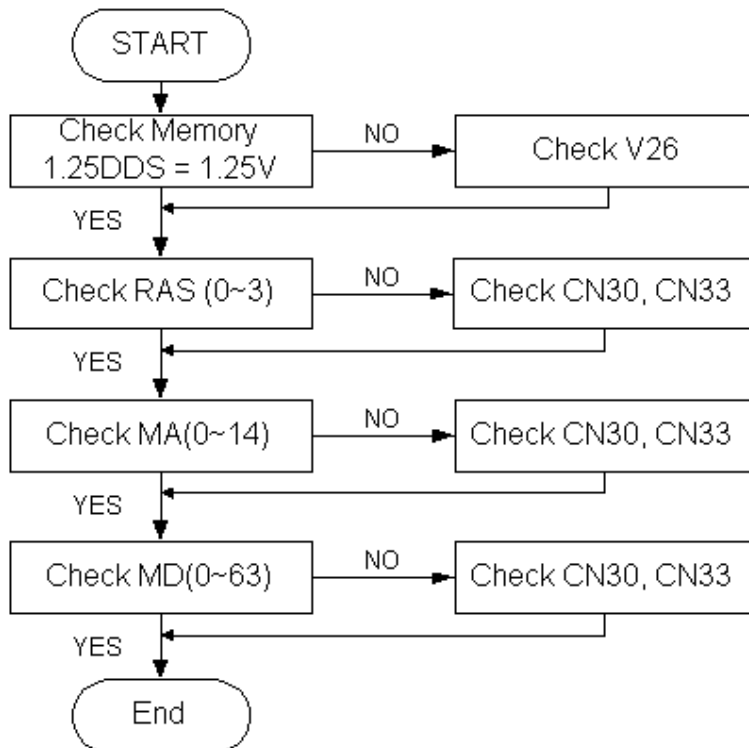 START
Check Memory
1.25DDS = 1.25V
NO
Check V26
YES
Check RAS (0~3)
NO
Check CN30, CN33
YES
Check MA(0~14)
NO
Check CN30, CN33
YES
Check MD(0~63)
NO
Check CN30, CN33
YES
End